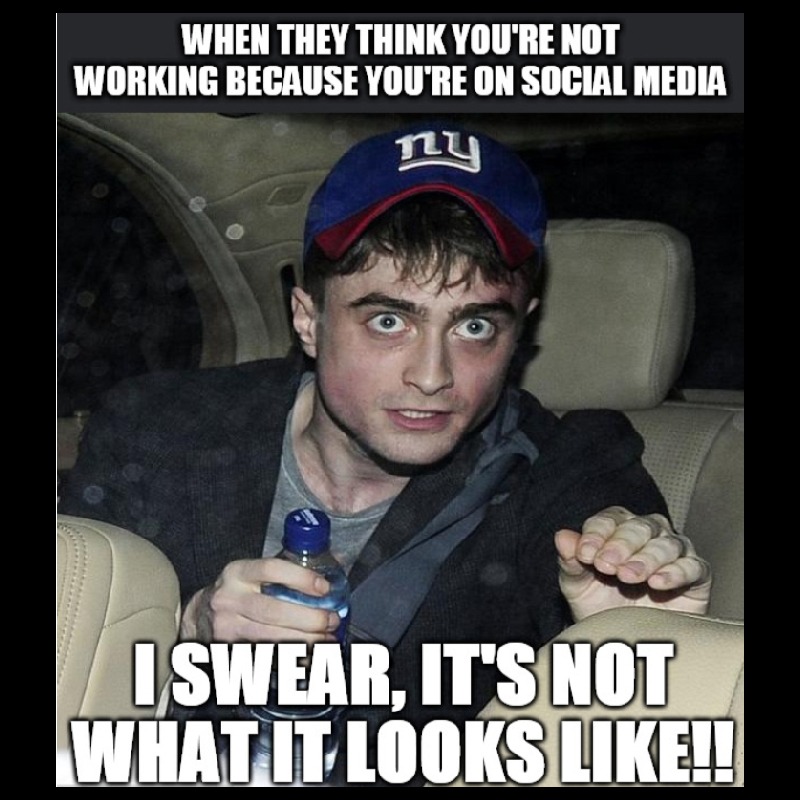 WHEN THEY THINK YOU'RE NOT
WORKING BECAUSE YOU'RE ON SOCIAL MEDIA
ny
I SWEAR, IT'S NOT
WHAT IT LOOKS LIKE!!